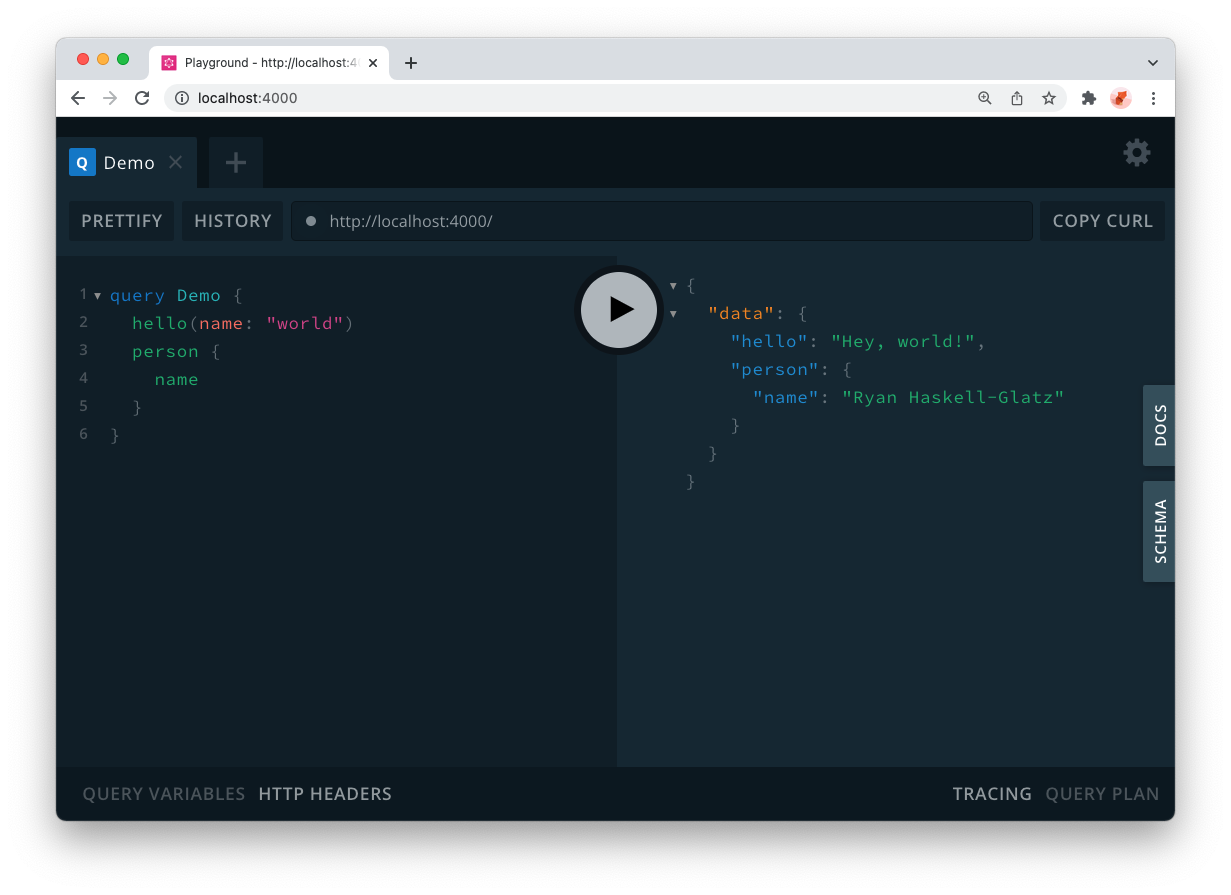 Playground - http://localhost:4
localhost:4000
Q Demo
PRETTIFY HISTORY http://localhost:4000/ COPY CURL
1 query Demo {
2 hello(name: "world")
3 person {
4 name
5 }
6 }
{
"data": {
"hello": "Hey, world!",
"person": {
"name": "Ryan Haskell-Glatz"
}
}
}
DOCS
SCHEMA
QUERY VARIABLES HTTP HEADERS
TRACING QUERY PLAN